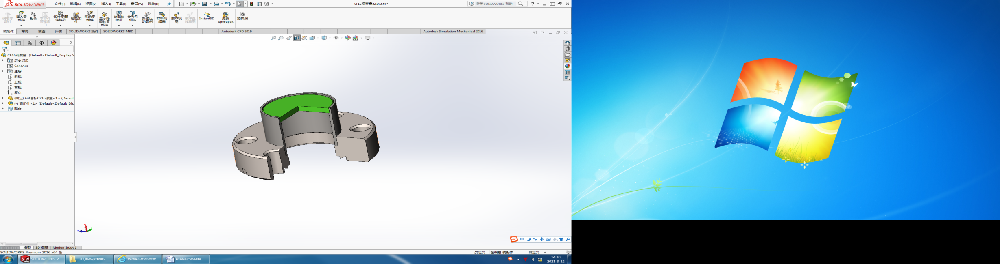 SOLIDWORKS
文件(F) 编辑(E) 视图(V) 插入(I) 工具(T) 窗口(W) 帮助(H)
CF16观察窗.SLDASM *
搜索 SOLIDWORKS 帮助
编辑零部件
插入零部件
配合
零部件预览窗口
线性零部件阵列
智能扣件
移动零部件
显示隐藏的零部件
装配体特征
参考几何体
新建运动算例
材料明细表
爆炸视图
爆炸直线草图
Instant3D
更新 Speedpak
拍快照
装配体 布局 草图 评估 SOLIDWORKS 插件 SOLIDWORKS MBD
Autodesk CFD 2019
Autodesk Simulation Mechanical 2016
CF16观察窗 (Default<Default_Display S
历史记录
Sensors
注解
前视
上视
右视
原点
(固定) GB盲板CF16法兰<1> (Defaul
(-) 窗组件<1> (Default<Default_Dis
配合
X
Y
Z
中
模型 3D 视图 Motion Study 1
SOLIDWORKS Premium 2016 x64 版
欠定义 在编辑 装配体 自定义
SW 2016
SOLIDWORKS P...
D:\民品\近物所-...
致远A8-V5协同管...
新网站产品及服...
14:10
2021-3-12